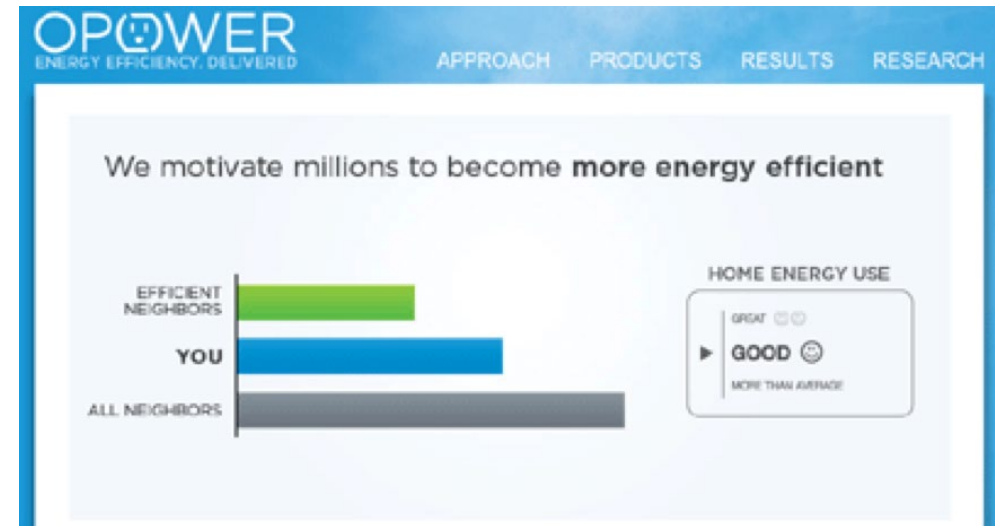 OPOWER
ENERGY EFFICIENCY. DELIVERED
APPROACH PRODUCTS RESULTS RESEARCH
We motivate millions to become more energy efficient
EFFICIENT
NEIGHBORS
YOU
ALL NEIGHBORS
HOME ENERGY USE
GREAT
GOOD
MORE THAN AVERAGE